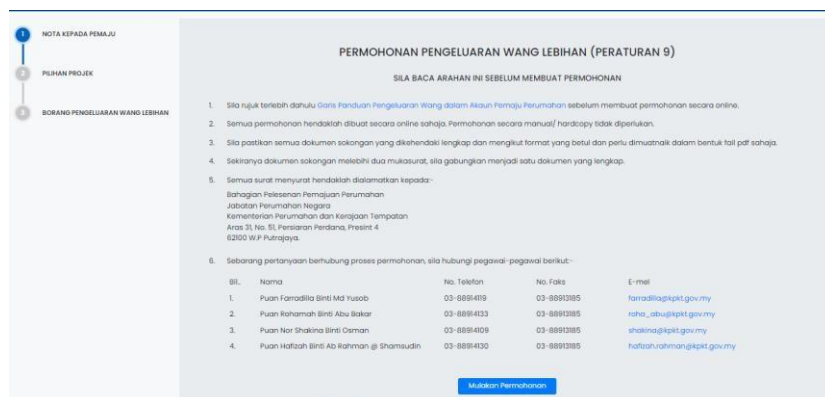 1 NOTA KEPADA PEMAJU
2 PILIHAN PROJEK
3 BORANG PENGELUARAN WANG LEBIHAN
PERMOHONAN PENGELUARAN WANG LEBIHAN (PERATURAN 9)
SILA BACA ARAHAN INI SEBELUM MEMBUAT PERMOHONAN
1. Sila rujuk terlebih dahulu Garis Panduan Pengeluaran Wang dalam Akaun Pemaju Perumahan sebelum membuat permohonan secara online.
2. Semua permohonan hendaklah dibuat secara online sahaja. Permohonan secara manual/ hardcopy tidak diperlukan.
3. Sila pastikan semua dokumen sokongan yang dikehendaki lengkap dan mengikut format yang betul dan perlu dimuatnaik dalam bentuk fail pdf sahaja.
4. Sekiranya dokumen sokongan melebihi dua mukasurat, sila gabungkan menjadi satu dokumen yang lengkap.
5. Semua surat menyurat hendaklah dialamatkan kepada:-
Bahagian Pelesenan Pemajuan Perumahan
Jabatan Perumahan Negara
Kementerian Perumahan dan Kerajaan Tempatan
Aras 31, No. 51, Persiaran Perdana, Presint 4
62100 W.P Putrajaya.
6. Sebarang pertanyaan berhubung proses permohonan, sila hubungi pegawai-pegawai berikut:-
Bil.. Nama No. Telefon No. Faks E-mel
1. Puan Farradilla Binti Md Yusob 03-88914119 03-88913185 farradilla@kpkt.gov.my
2. Puan Rohamah Binti Abu Bakar 03-88914133 03-88913185 roha_abu@kpkt.gov.my
3. Puan Nor Shakina Binti Osman 03-88914109 03-88913185 shakina@kpkt.gov.my
4. Puan Hafizah Binti Ab Rahman @ Shamsudin 03-88914130 03-88913185 hafizah.rahman@kpkt.gov.my
Mulakan Permohonan